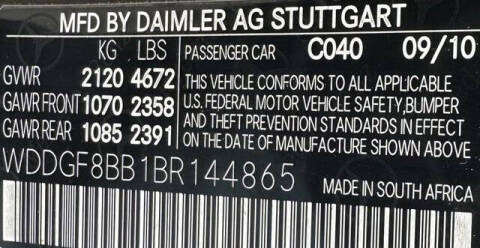 MFD BY DAIMLER AG STUTTGART
KG LBS PASSENGER CAR C040 09/10
GVWR 2120 4672
GAWR FRONT 1070 2358
GAWR REAR 1085 2391
THIS VEHICLE CONFORMS TO ALL APPLICABLE
U.S. FEDERAL MOTOR VEHICLE SAFETY, BUMPER
AND THEFT PREVENTION STANDARDS IN EFFECT
ON THE DATE OF MANUFACTURE SHOWN ABOVE
WDDGF8BB1BR144865
MADE IN SOUTH AFRICA